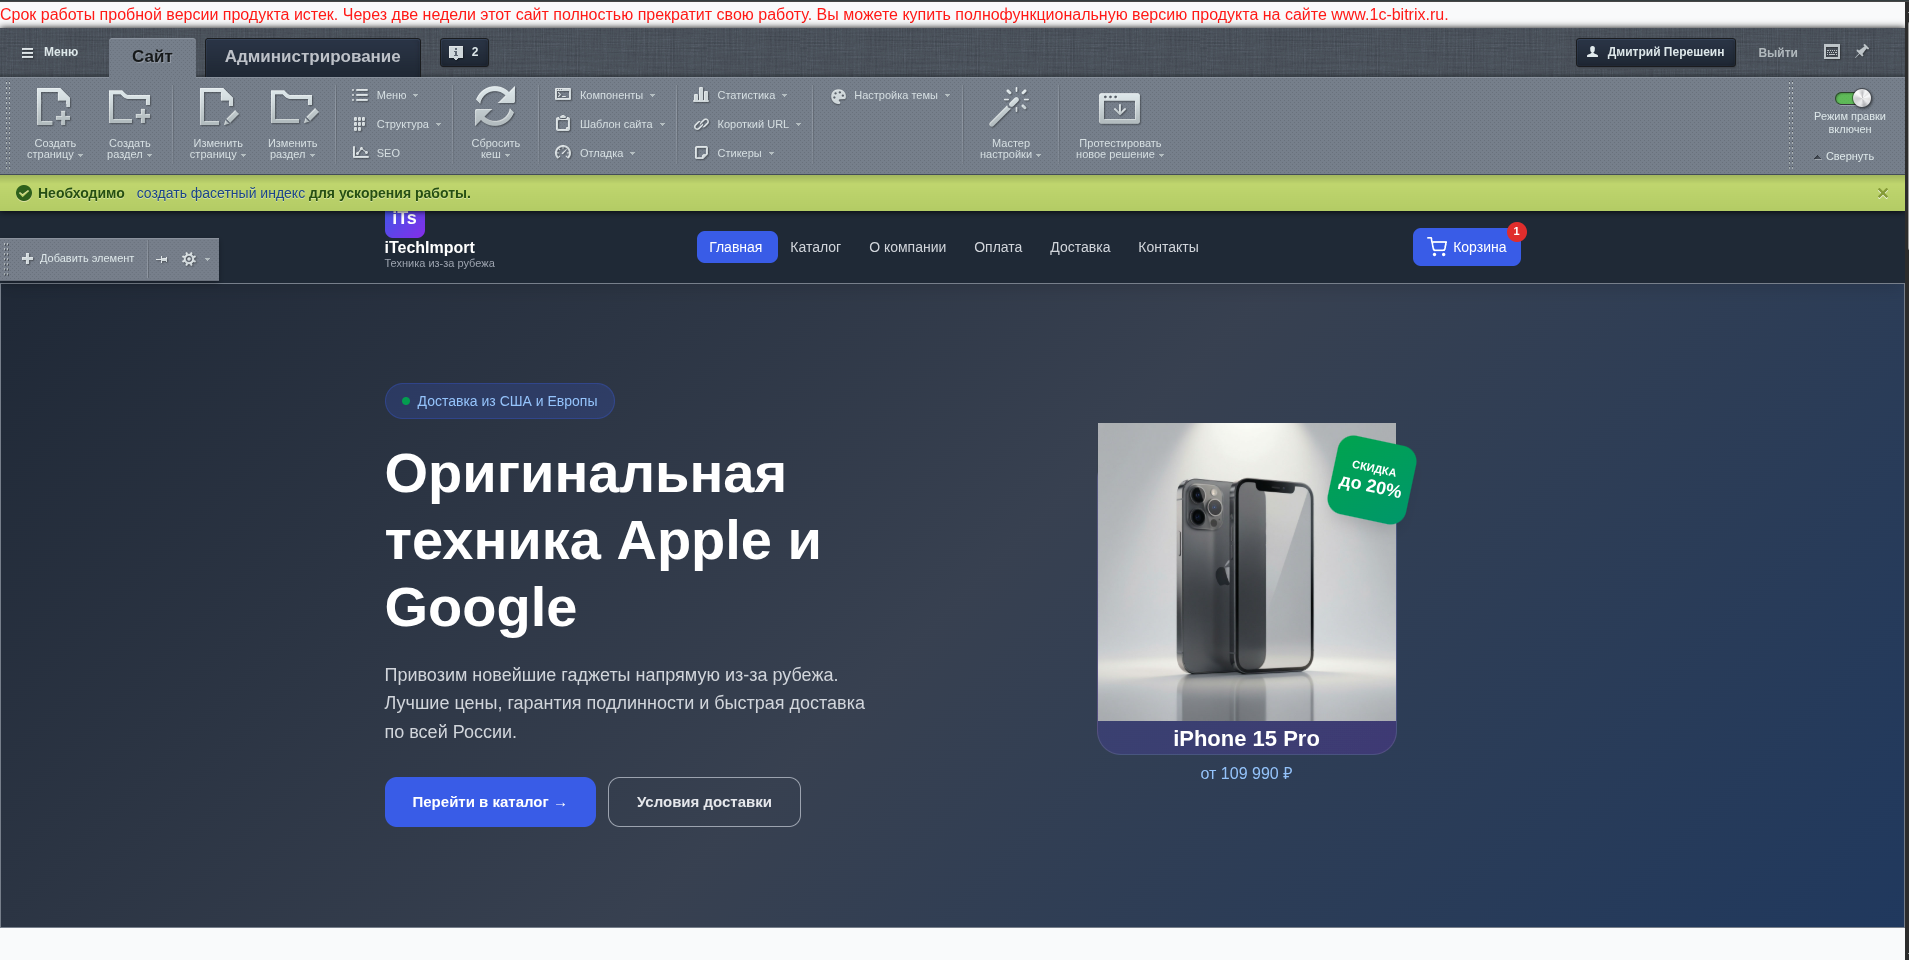 Срок работы пробной версии продукта истек. Через две недели этот сайт полностью прекратит свою работу. Вы можете купить полнофункциональную версию продукта на сайте www.1c-bitrix.ru.
Меню
Сайт
Администрирование
2
Дмитрий Перешеин
Выйти
Создать
страницу
Создать
раздел
Изменить
страницу
Изменить
раздел
Меню
Структура
SEO
Сбросить
кеш
Компоненты
Шаблон сайта
Отладка
Статистика
Короткий URL
Стикеры
Настройка темы
Мастер
настройки
Протестировать
новое решение
Режим правки
включен
Свернуть
Необходимо создать фасетный индекс для ускорения работы.
Добавить элемент
iTs
iTechImport
Техника из-за рубежа
Главная
Каталог
О компании
Оплата
Доставка
Контакты
Корзина
1
Доставка из США и Европы
Оригинальная
техника Apple и
Google
Привозим новейшие гаджеты напрямую из-за рубежа.
Лучшие цены, гарантия подлинности и быстрая доставка
по всей России.
Перейти в каталог →
Условия доставки
СКИДКА
до 20%
iPhone 15 Pro
от 109 990 ₽